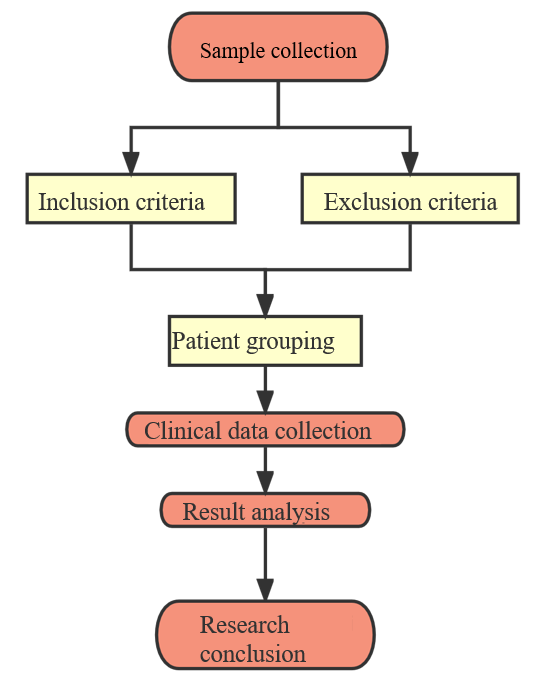 Sample collection
Inclusion criteria
Exclusion criteria
Patient grouping
Clinical data collection
Result analysis
Research
conclusion